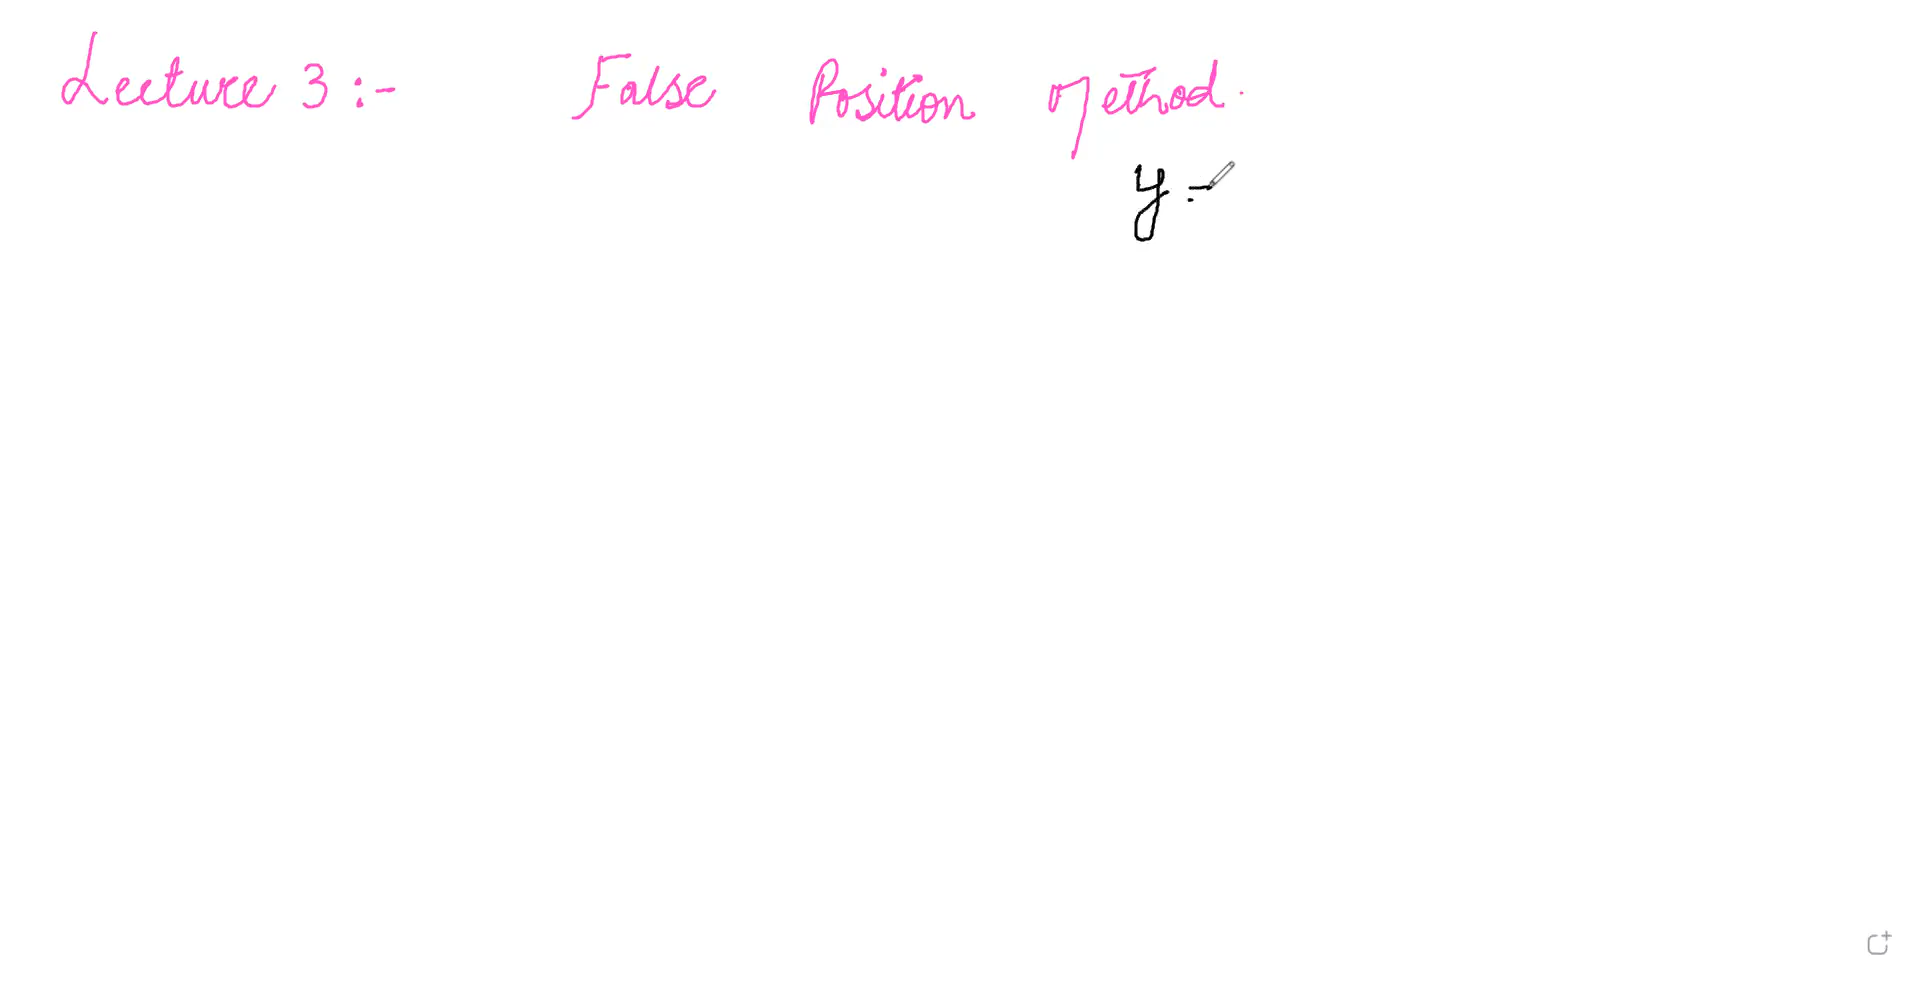 Lecture 3 :- False Position Method.
y =